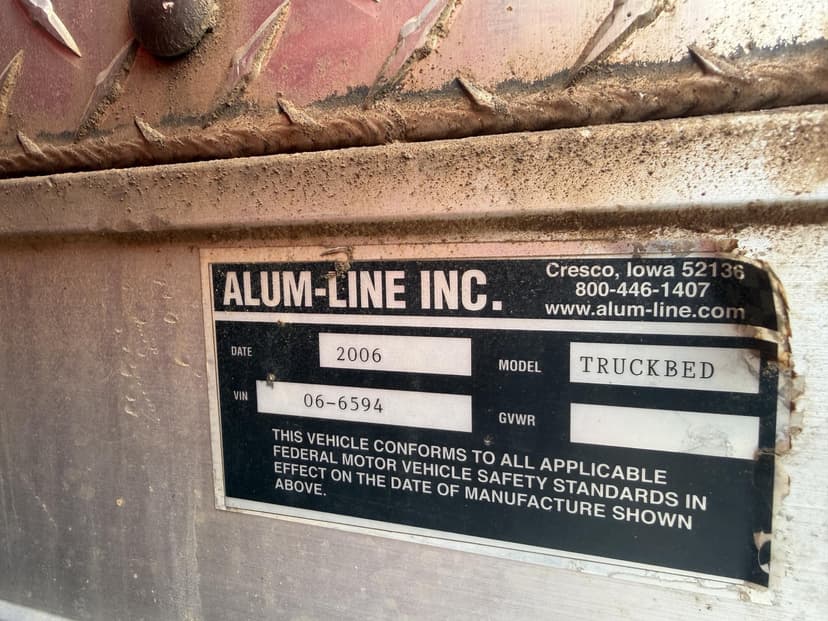 ALUM-LINE INC.
Cresco, Iowa 52136
800-446-1407
www.alum-line.com
DATE 2006
MODEL TRUCKBED
VIN 06-6594
GVWR
THIS VEHICLE CONFORMS TO ALL APPLICABLE
FEDERAL MOTOR VEHICLE SAFETY STANDARDS IN
EFFECT ON THE DATE OF MANUFACTURE SHOWN
ABOVE.